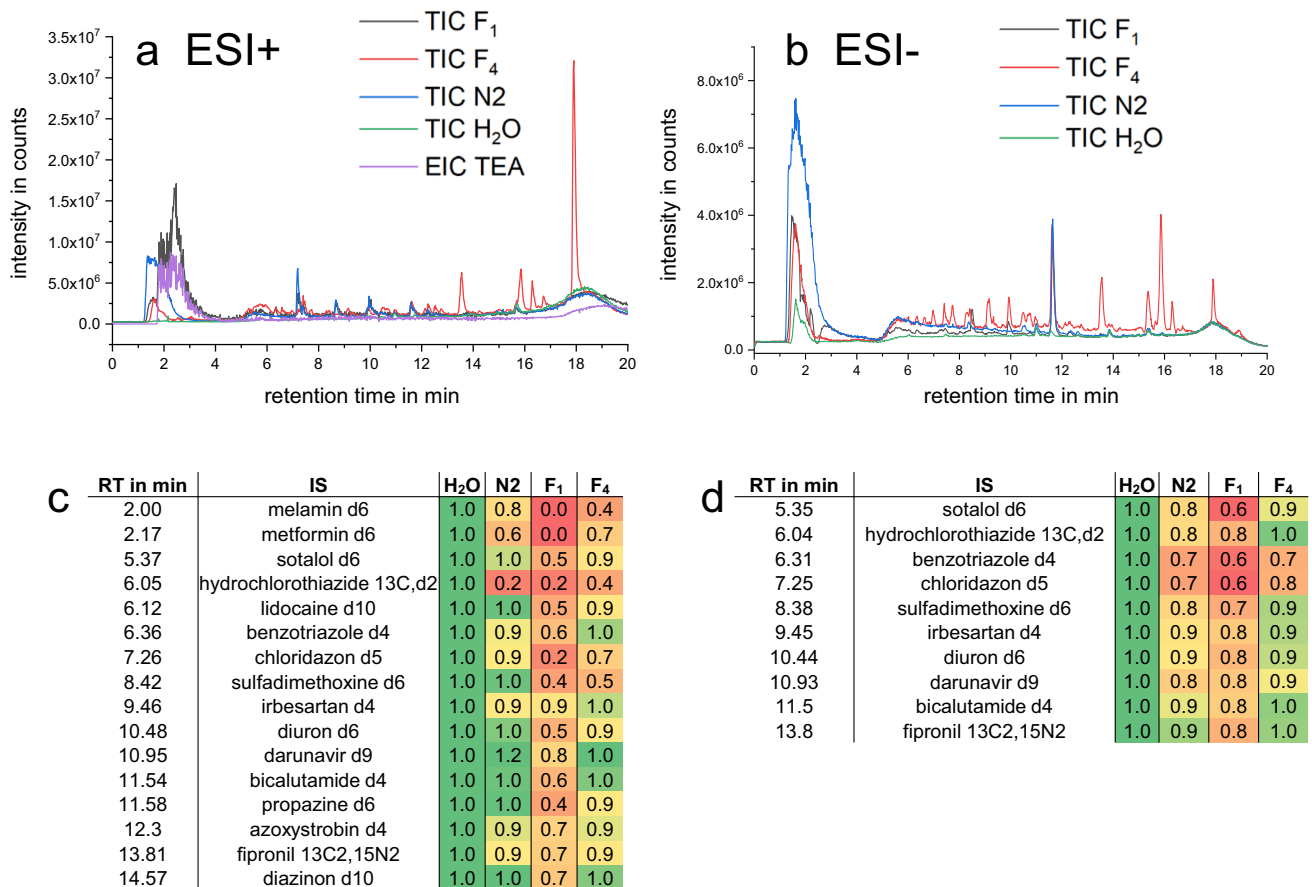 a ESI+
TIC F1
TIC F4
TIC N2
TIC H2O
EIC TEA
3.5x10^7
3.0x10^7
2.5x10^7
2.0x10^7
1.5x10^7
1.0x10^7
5.0x10^6
0.0
intensity in counts
0 2 4 6 8 10 12 14 16 18 20
retention time in min
b ESI-
TIC F1
TIC F4
TIC N2
TIC H2O
8.0x10^6
6.0x10^6
4.0x10^6
2.0x10^6
0.0
intensity in counts
0 2 4 6 8 10 12 14 16 18 20
retention time in min
c
RT in min IS H2O N2 F1 F4
2.00 melamin d6 1.0 0.8 0.0 0.4
2.17 metformin d6 1.0 0.6 0.0 0.7
5.37 sotalol d6 1.0 1.0 0.5 0.9
6.05 hydrochlorothiazide 13C,d2 1.0 0.2 0.2 0.4
6.12 lidocaine d10 1.0 1.0 0.5 0.9
6.36 benzotriazole d4 1.0 0.9 0.6 1.0
7.26 chloridazon d5 1.0 0.9 0.2 0.7
8.42 sulfadimethoxine d6 1.0 1.0 0.4 0.5
9.46 irbesartan d4 1.0 0.9 0.9 1.0
10.48 diuron d6 1.0 1.0 0.5 0.9
10.95 darunavir d9 1.0 1.2 0.8 1.0
11.54 bicalutamide d4 1.0 1.0 0.6 1.0
11.58 propazine d6 1.0 1.0 0.4 0.9
12.3 azoxystrobin d4 1.0 0.9 0.7 0.9
13.81 fipronil 13C2,15N2 1.0 0.9 0.7 0.9
14.57 diazinon d10 1.0 1.0 0.7 1.0
d
RT in min IS H2O N2 F1 F4
5.35 sotalol d6 1.0 0.8 0.6 0.9
6.04 hydrochlorothiazide 13C,d2 1.0 0.8 0.8 1.0
6.31 benzotriazole d4 1.0 0.7 0.6 0.7
7.25 chloridazon d5 1.0 0.7 0.6 0.8
8.38 sulfadimethoxine d6 1.0 0.8 0.7 0.9
9.45 irbesartan d4 1.0 0.9 0.8 0.9
10.44 diuron d6 1.0 0.9 0.8 0.9
10.93 darunavir d9 1.0 0.8 0.8 0.9
11.5 bicalutamide d4 1.0 0.9 0.8 1.0
13.8 fipronil 13C2,15N2 1.0 0.9 0.8 1.0